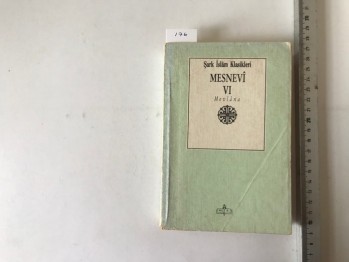 176
Şark İslâm Klasikleri
MESNEVÎ
VI
Mevlâna